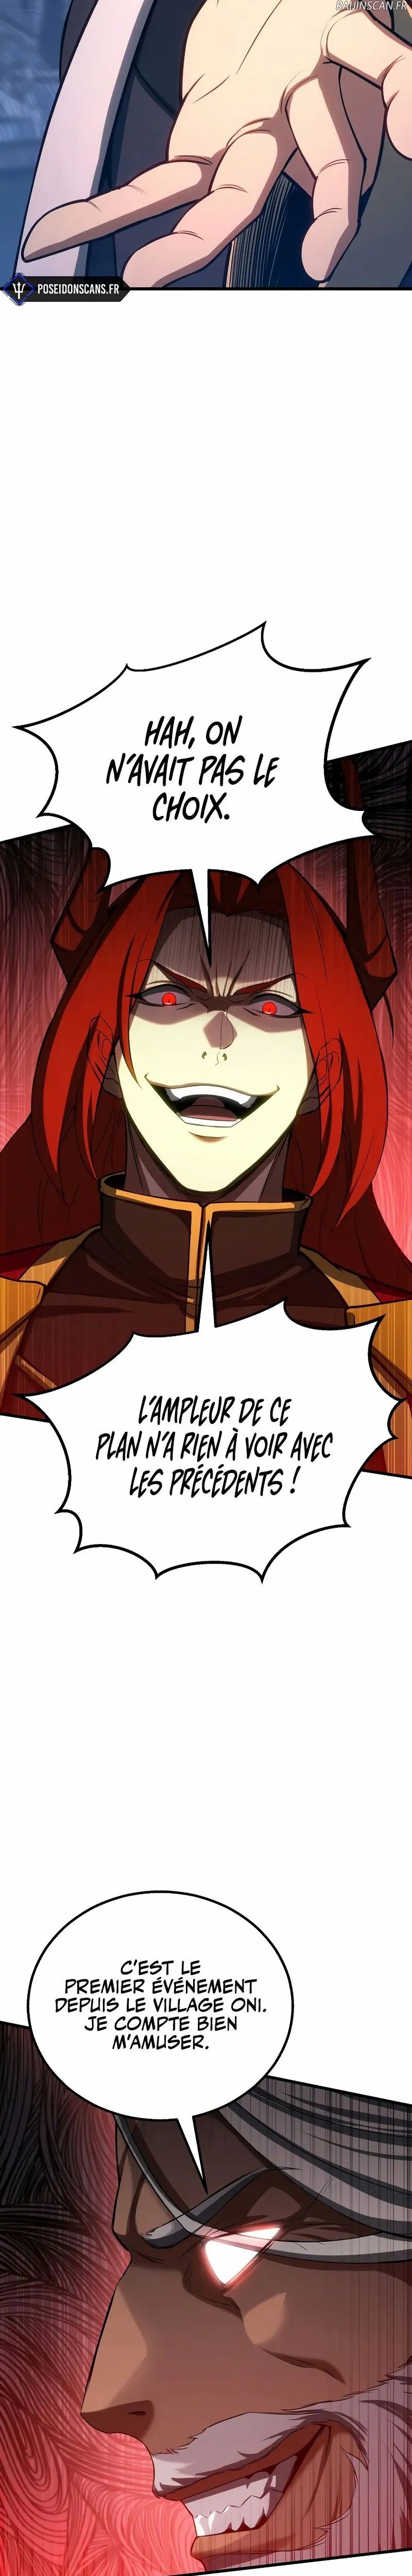 RAIJINSCAN.FR
POSEIDONSCANS.FR
HAH, ON
N'AVAIT PAS LE
CHOIX.
L'AMPLEUR DE CE
PLAN N'A RIEN À VOIR AVEC
LES PRÉCÉDENTS !
C'EST LE
PREMIER ÉVÉNEMENT
DEPUIS LE VILLAGE ONI.
JE COMPTE BIEN
M'AMUSER.